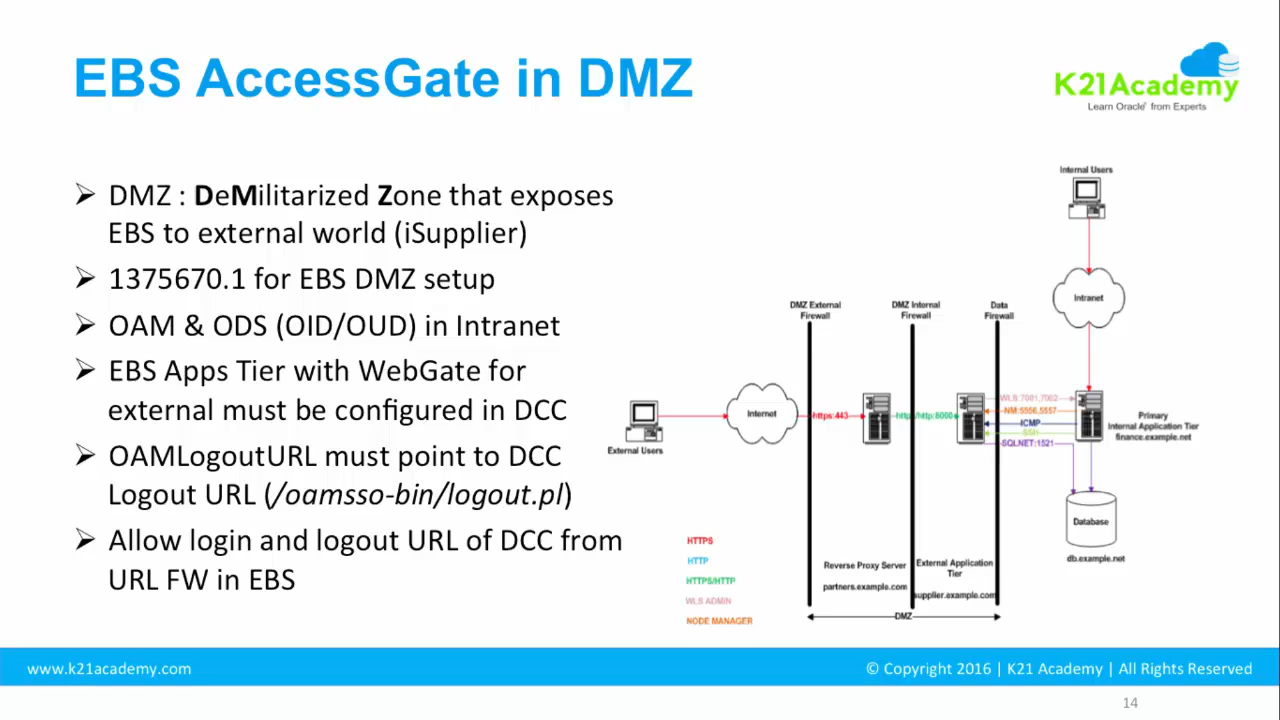 EBS AccessGate in DMZ
K21Academy
Learn Oracle from Experts
➢ DMZ : DeMilitarized Zone that exposes
EBS to external world (iSupplier)
➢ 1375670.1 for EBS DMZ setup
➢ OAM & ODS (OID/OUD) in Intranet
➢ EBS Apps Tier with WebGate for
external must be configured in DCC
➢ OAMLogoutURL must point to DCC
Logout URL (/oamsso-bin/logout.pl)
➢ Allow login and logout URL of DCC from
URL FW in EBS
Internal Users
Intranet
DMZ External
Firewall
DMZ Internal
Firewall
Data
Firewall
External Users
Internet
https:443
WLS:7001,7002
NM:5556,5557
ICMP
SSH
SQLNET:1521
Primary
Internal Application Tier
finance.example.net
Database
db.example.net
HTTPS
HTTP
HTTPS/HTTP
WLS ADMIN
NODE MANAGER
Reverse Proxy Server
partners.example.com
External Application
Tier
supplier.example.com
DMZ
www.k21academy.com
© Copyright 2016 | K21 Academy | All Rights Reserved
14